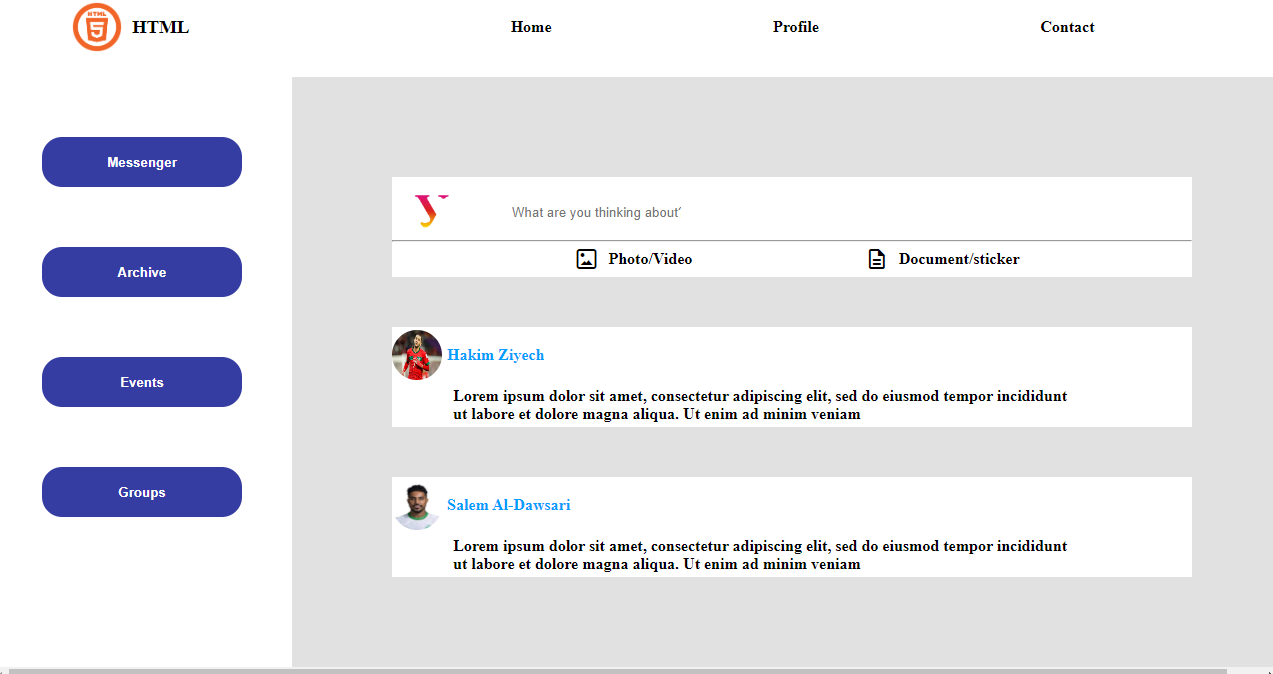 HTML
5
HTML
Home
Profile
Contact
Messenger
Archive
Events
Groups
y
What are you thinking about‘
Photo/Video
Document/sticker
Hakim Ziyech
Lorem ipsum dolor sit amet, consectetur adipiscing elit, sed do eiusmod tempor incididunt
ut labore et dolore magna aliqua. Ut enim ad minim veniam
Salem Al-Dawsari
Lorem ipsum dolor sit amet, consectetur adipiscing elit, sed do eiusmod tempor incididunt
ut labore et dolore magna aliqua. Ut enim ad minim veniam